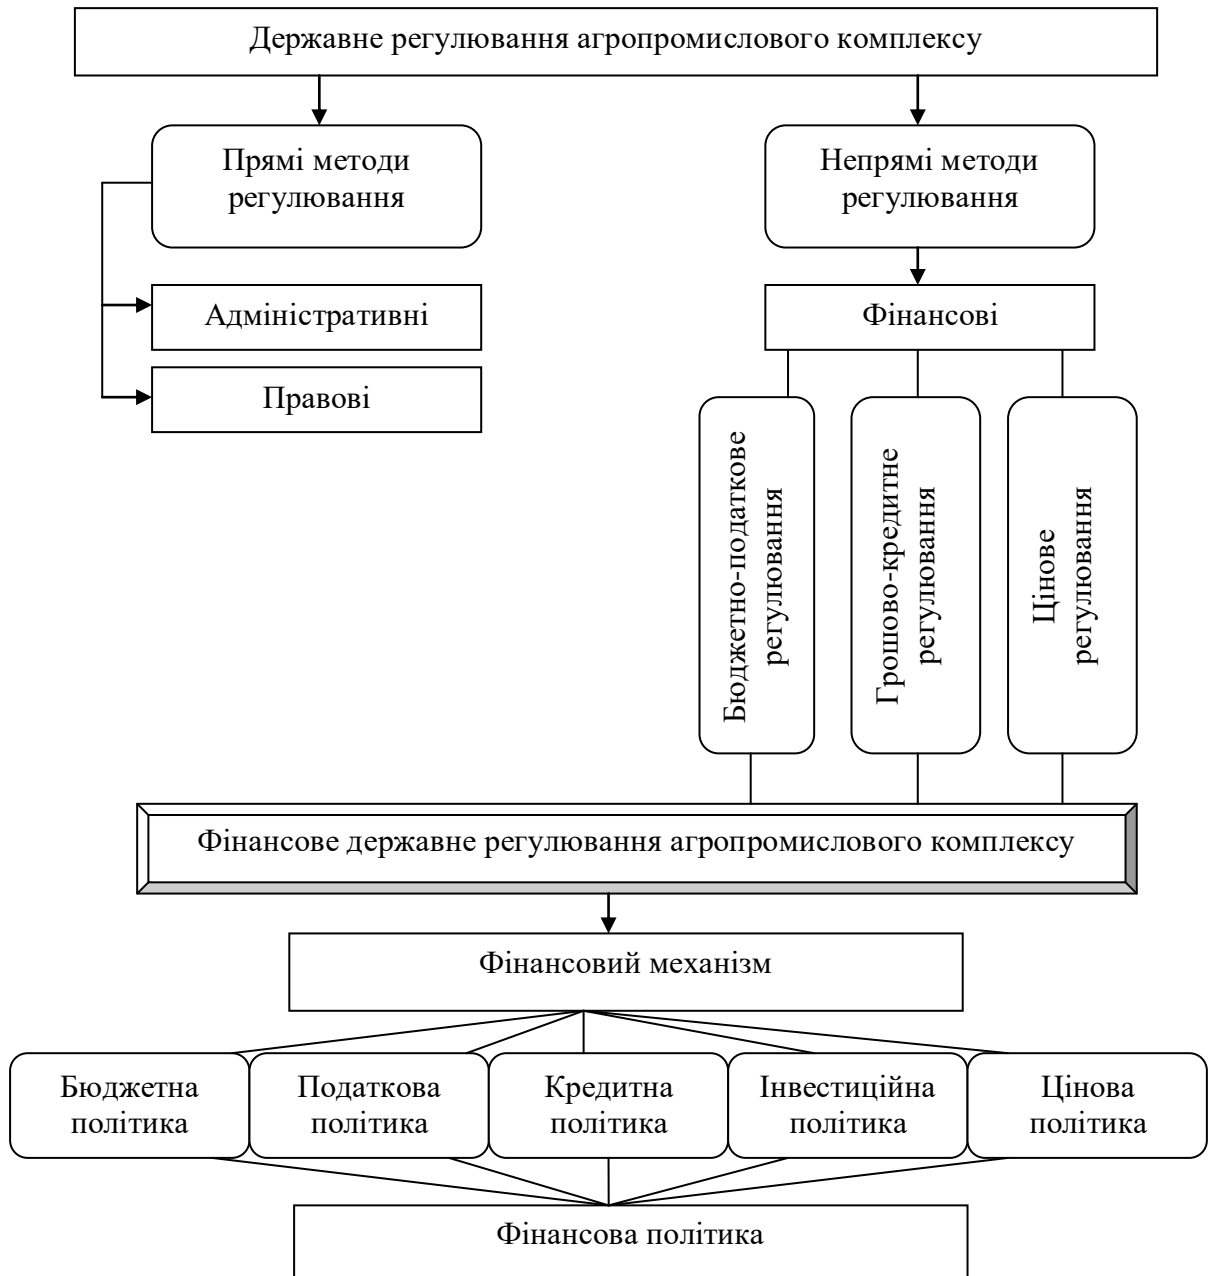 Державне регулювання агропромислового комплексу
Прямі методи
регулювання
Непрямі методи
регулювання
Адміністративні
Фінансові
Правові
Бюджетно-податкове
регулювання
Грошово-кредитне
регулювання
Цінове
регулювання
Фінансове державне регулювання агропромислового комплексу
Фінансовий механізм
Бюджетна
політика
Податкова
політика
Кредитна
політика
Інвестиційна
політика
Цінова
політика
Фінансова політика